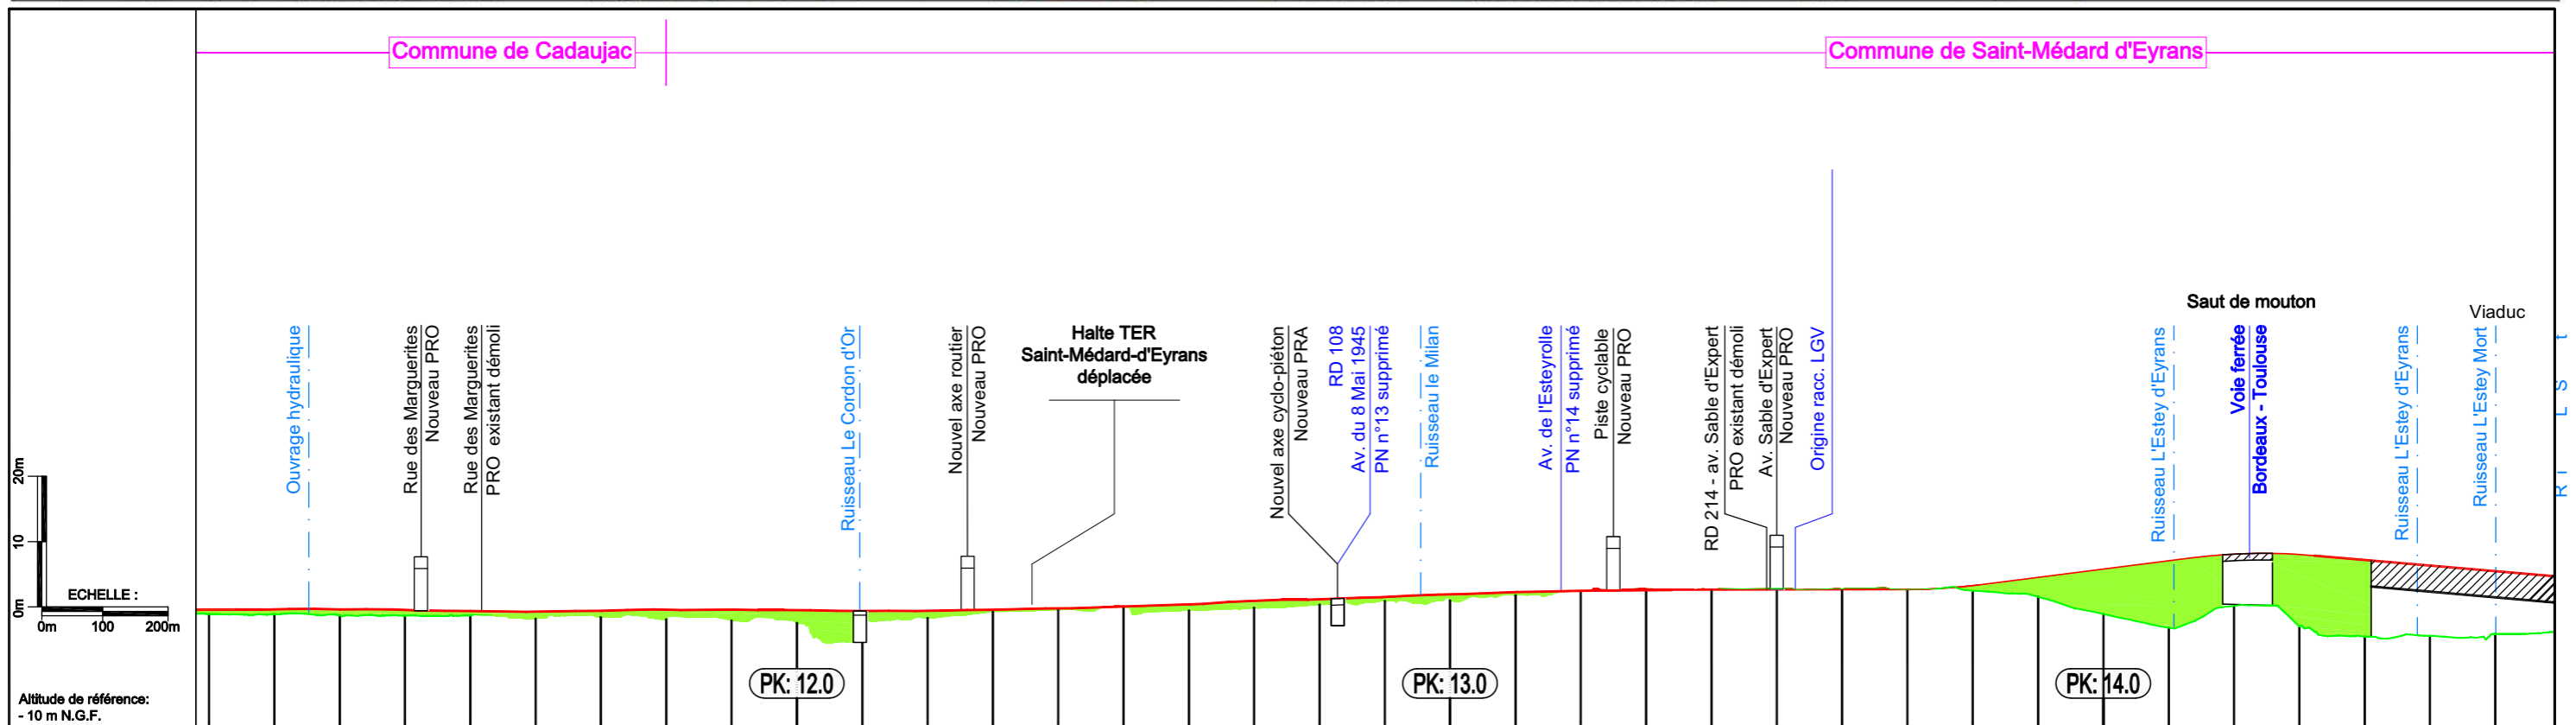 Commune de Cadaujac
Commune de Saint-Médard d'Eyrans
Ouvrage hydraulique
Rue des Marguerites
Nouveau PRO
Rue des Marguerites
PRO existant démoli
Ruisseau Le Cordon d'Or
Nouvel axe routier
Nouveau PRO
Halte TER
Saint-Médard-d'Eyrans
déplacée
Nouvel axe cyclo-piéton
Nouveau PRA
RD 108
Av. du 8 Mai 1945
PN n°13 supprimé
Ruisseau le Milan
Av. de l'Esteyrolle
PN n°14 supprimé
Piste cyclable
Nouveau PRO
RD 214 - av. Sable d'Expert
PRO existant démoli
Av. Sable d'Expert
Nouveau PRO
Origine racc. LGV
Ruisseau L'Estey d'Eyrans
Saut de mouton
Voie ferrée
Bordeaux - Toulouse
Ruisseau L'Estey d'Eyrans
Viaduc
Ruisseau L'Estey Mort
20m
10
0m
ECHELLE :
0m 100 200m
PK: 12.0
PK: 13.0
PK: 14.0
Altitude de référence:
- 10 m N.G.F.